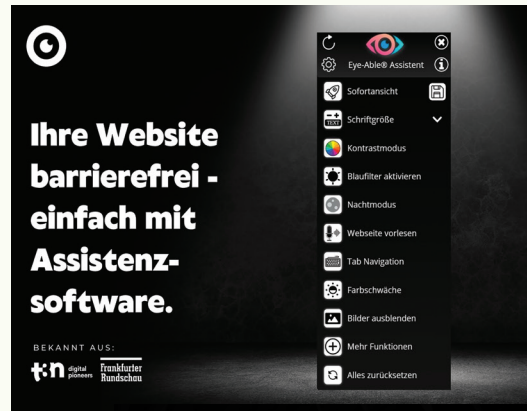 Ihre Website
barrierefrei -
einfach mit
Assistenz-
software.
BEKANNT AUS:
t3n digital
pioneers
Frankfurter
Rundschau
Eye-Able® Assistent
Sofortansicht
TEXT
Schriftgröße
Kontrastmodus
Blaufilter aktivieren
Nachtmodus
Webseite vorlesen
Tab Navigation
Farbschwäche
Bilder ausblenden
Mehr Funktionen
Alles zurücksetzen